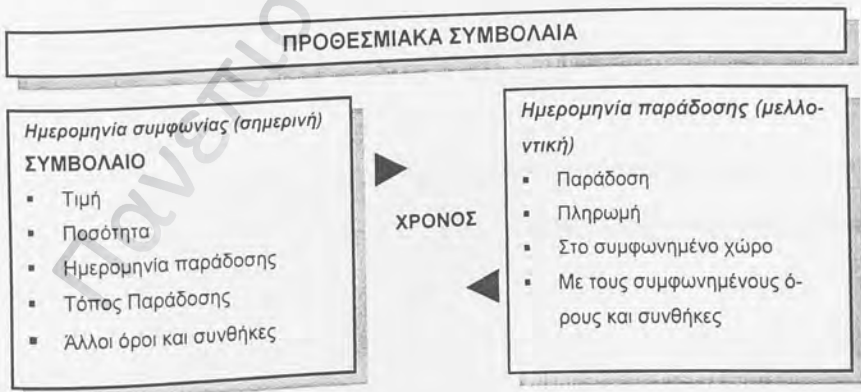 ΠΡΟΘΕΣΜΙΑΚΑ ΣΥΜΒΟΛΑΙΑ
Ημερομηνία συμφωνίας (σημερινή)
ΣΥΜΒΟΛΑΙΟ
▪ Τιμή
▪ Ποσότητα
▪ Ημερομηνία παράδοσης
▪ Τόπος Παράδοσης
▪ Άλλοι όροι και συνθήκες
ΧΡΟΝΟΣ
Ημερομηνία παράδοσης (μελλο-
ντική)
▪ Παράδοση
▪ Πληρωμή
▪ Στο συμφωνημένο χώρο
▪ Με τους συμφωνημένους ό-
ρους και συνθήκες